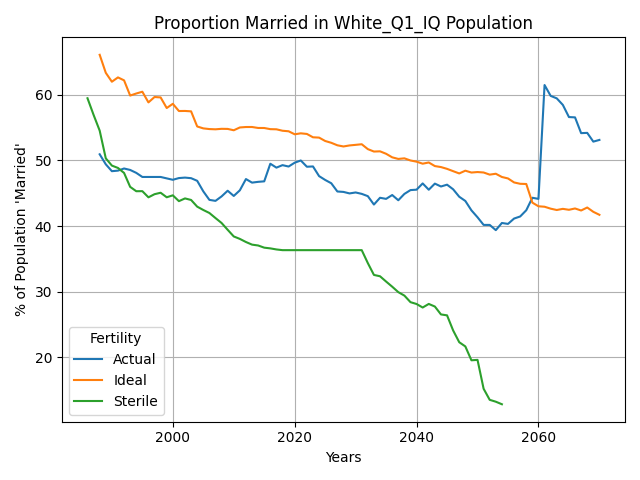 Proportion Married in White_Q1_IQ Population
% of Population 'Married'
60
50
40
30
20
Fertility
Actual
Ideal
Sterile
2000 2020 2040 2060
Years